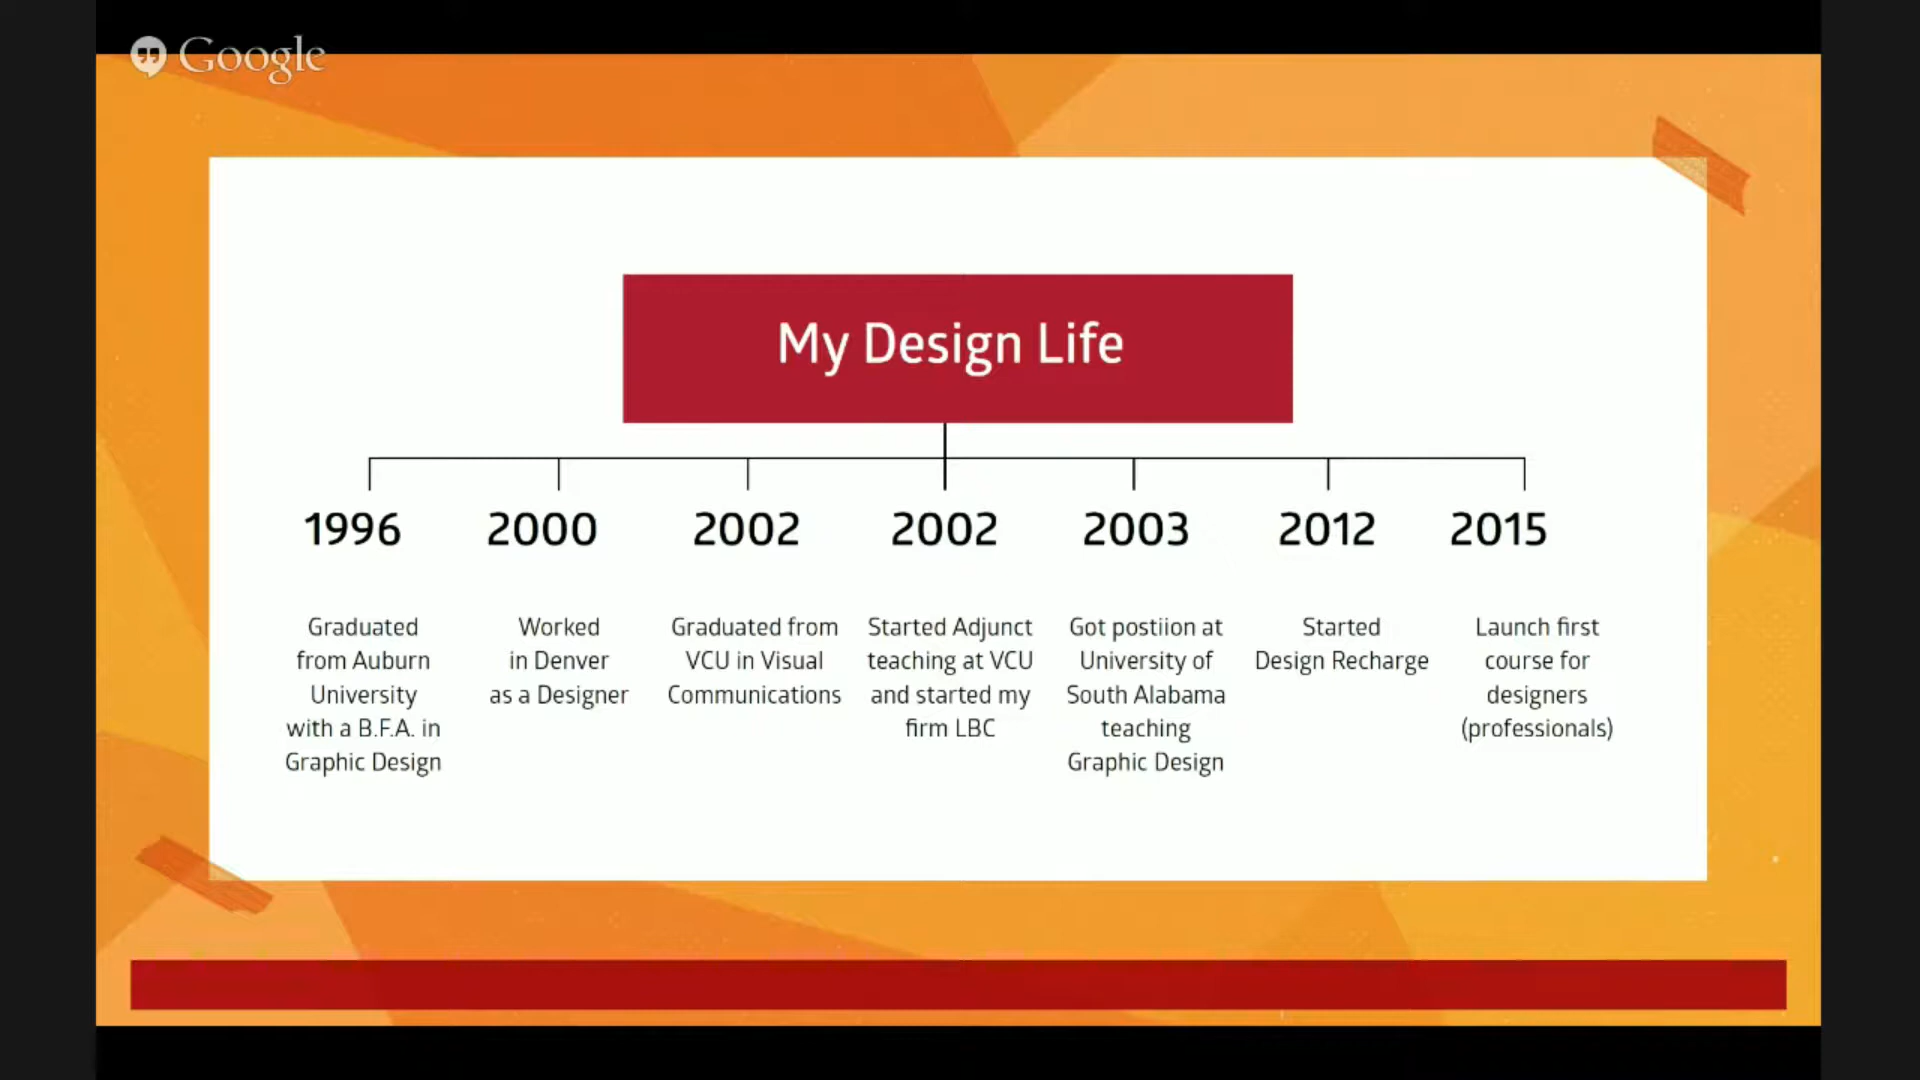 Google
My Design Life
1996
Graduated
from Auburn
University
with a B.F.A. in
Graphic Design
2000
Worked
in Denver
as a Designer
2002
Graduated from
VCU in Visual
Communications
2002
Started Adjunct
teaching at VCU
and started my
firm LBC
2003
Got postiion at
University of
South Alabama
teaching
Graphic Design
2012
Started
Design Recharge
2015
Launch first
course for
designers
(professionals)